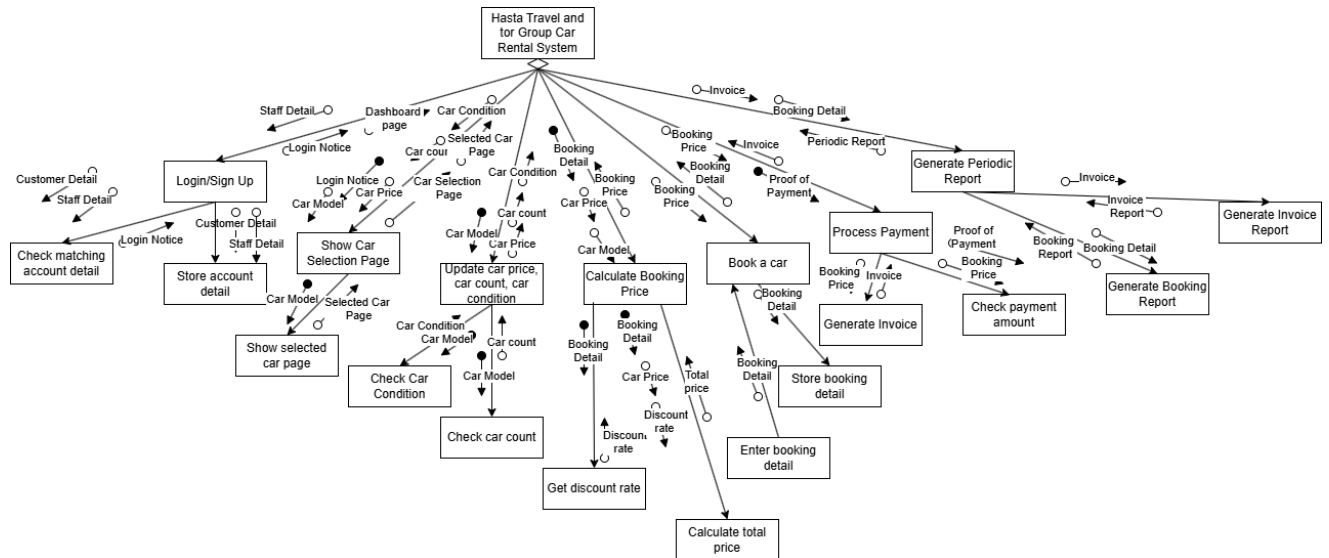 Hasta Travel and
tor Group Car
Rental System
Staff Detail
Dashboard
page
Login Notice
Login/Sign Up
Customer Detail
Staff Detail
Login Notice
Check matching
account detail
Customer Detail
Staff Detail
Store account
detail
Car Condition
Selected Car
Page
Car count
Car Selection
Page
Login Notice
Car Price
Car Model
Show Car
Selection Page
Car Model
Selected Car
Page
Show selected
car page
Car Condition
Car count
Car Price
Car Model
Update car price,
car count, car
condition
Car Condition
Car Model
Check Car
Condition
Car count
Car Model
Check car count
Booking
Detail
Booking
Price
Car Price
Car Model
Calculate Booking
Price
Booking
Detail
Discount
rate
Get discount rate
Booking
Detail
Car Price
Discount
rate
Total
price
Calculate total
price
Booking
Detail
Booking
Price
Book a car
Booking
Detail
Store booking
detail
Booking
Detail
Enter booking
detail
Booking
Price
Invoice
Proof of
Payment
Process Payment
Booking
Price
Invoice
Generate Invoice
Proof of
Payment
Booking
Price
Check payment
amount
Invoice
Booking Detail
Periodic Report
Generate Periodic
Report
Invoice
Invoice
Report
Generate Invoice
Report
Booking
Report
Booking Detail
Generate Booking
Report